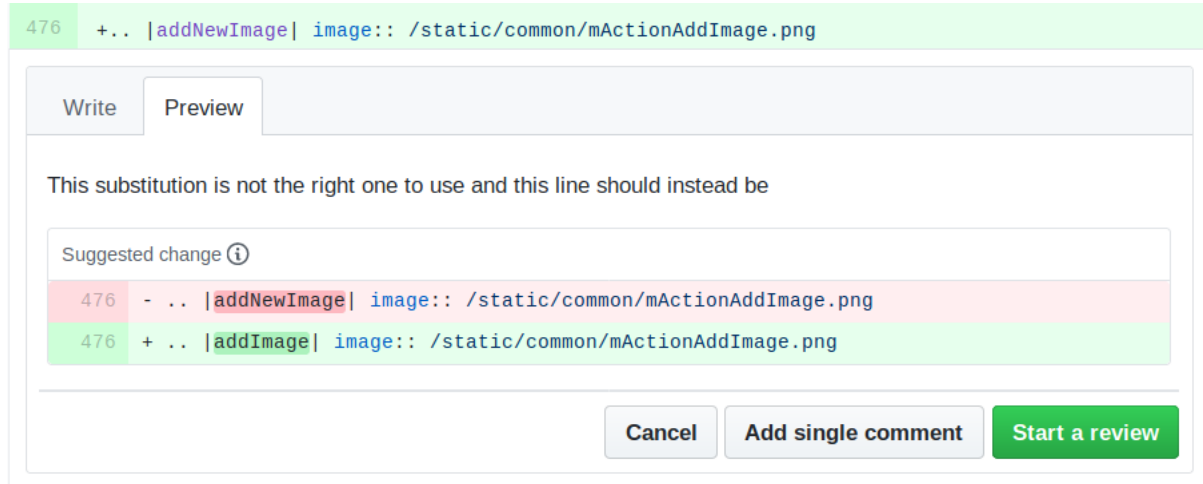 476 +.. |addNewImage| image:: /static/common/mActionAddImage.png
Write Preview
This substitution is not the right one to use and this line should instead be
Suggested change
476 - .. |addNewImage| image:: /static/common/mActionAddImage.png
476 + .. |addImage| image:: /static/common/mActionAddImage.png
Cancel Add single comment Start a review